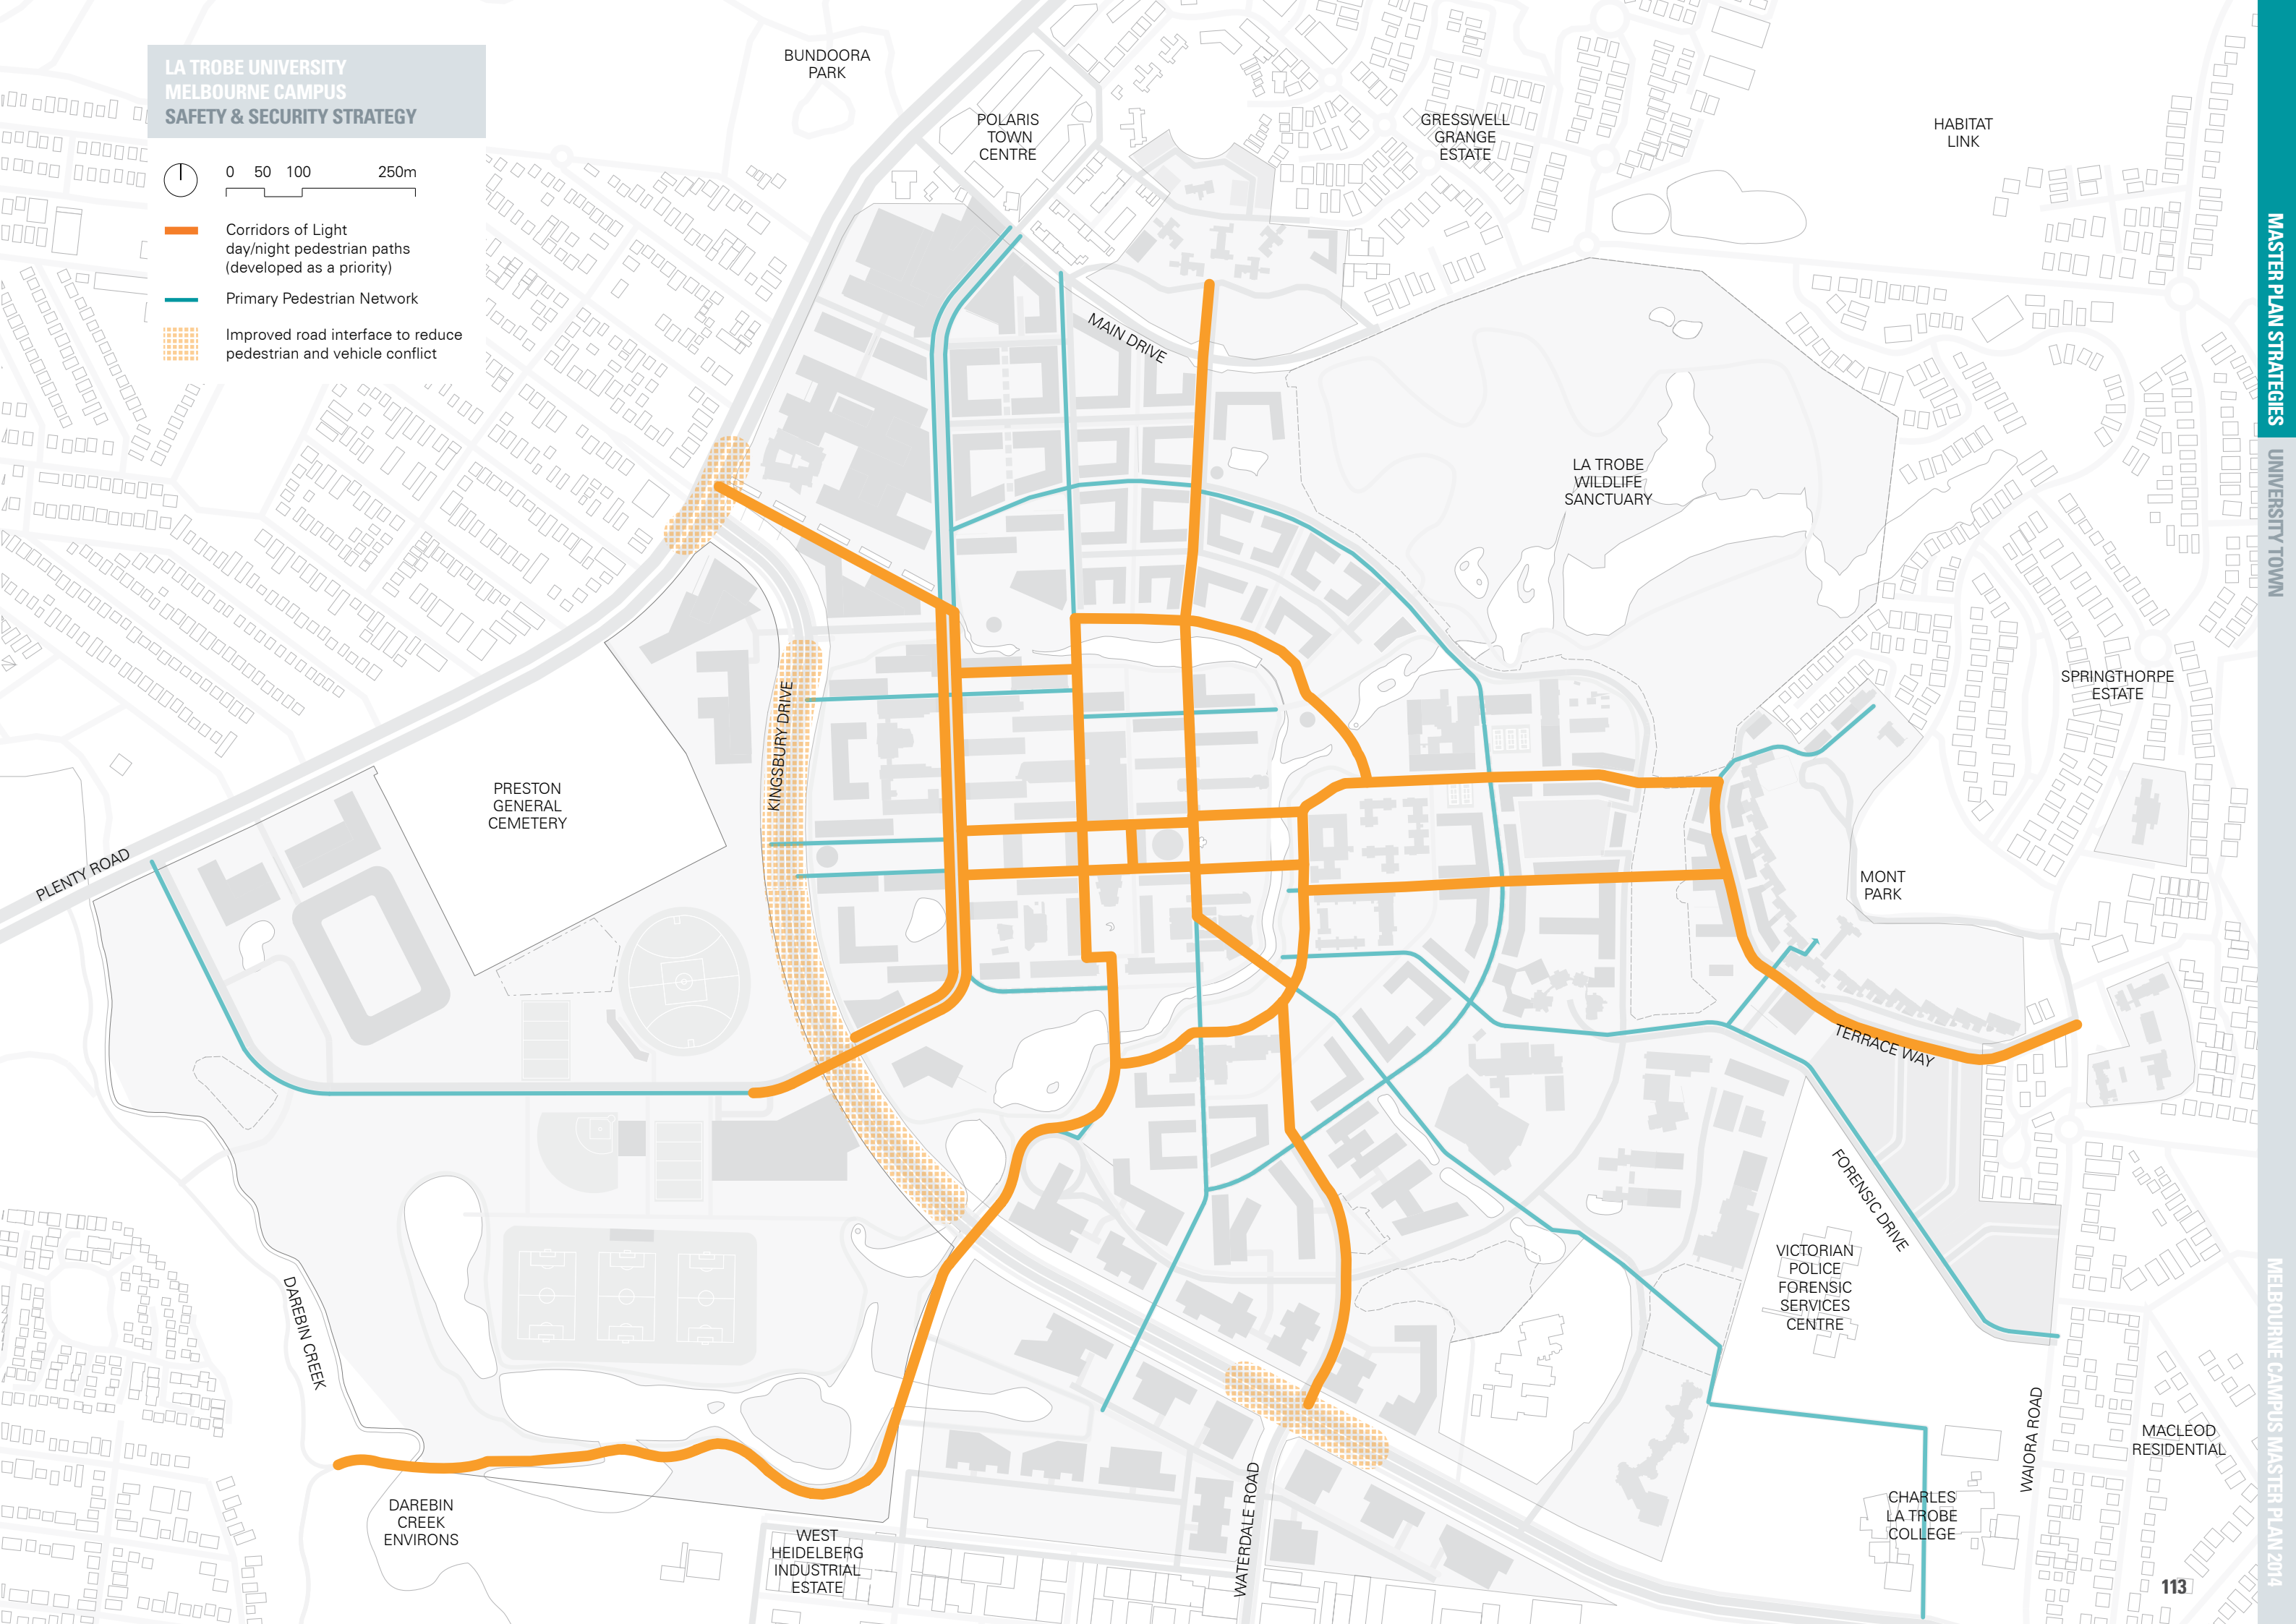 LA TROBE UNIVERSITY
MELBOURNE CAMPUS
SAFETY & SECURITY STRATEGY
0 50 100 250m
Corridors of Light
day/night pedestrian paths
(developed as a priority)
Primary Pedestrian Network
Improved road interface to reduce
pedestrian and vehicle conflict
BUNDOORA
PARK
POLARIS
TOWN
CENTRE
GRESSWELL
GRANGE
ESTATE
HABITAT
LINK
MAIN DRIVE
LA TROBE
WILDLIFE
SANCTUARY
SPRINGTHORPE
ESTATE
KINGSBURY DRIVE
PRESTON
GENERAL
CEMETERY
PLENTY ROAD
MONT
PARK
TERRACE WAY
FORENSIC DRIVE
VICTORIAN
POLICE
FORENSIC
SERVICES
CENTRE
DAREBIN CREEK
WAIORA ROAD
MACLEOD
RESIDENTIAL
WATERDALE ROAD
CHARLES
LA TROBE
COLLEGE
DAREBIN
CREEK
ENVIRONS
WEST
HEIDELBERG
INDUSTRIAL
ESTATE
MASTER PLAN STRATEGIES
UNIVERSITY TOWN
MELBOURNE CAMPUS MASTER PLAN 2014
113